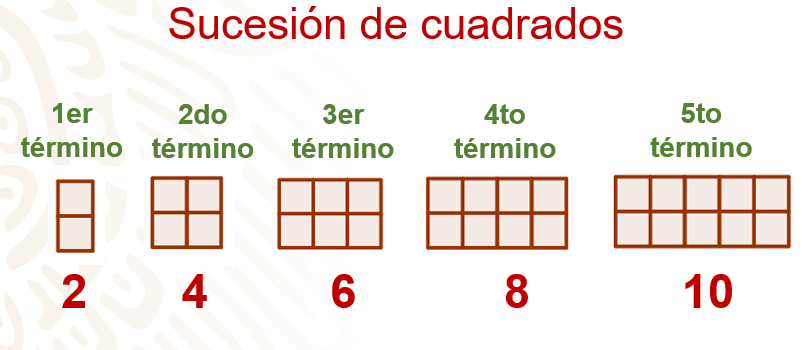 Sucesión de cuadrados
1er término
2do término
3er término
4to término
5to término
2
4
6
8
10